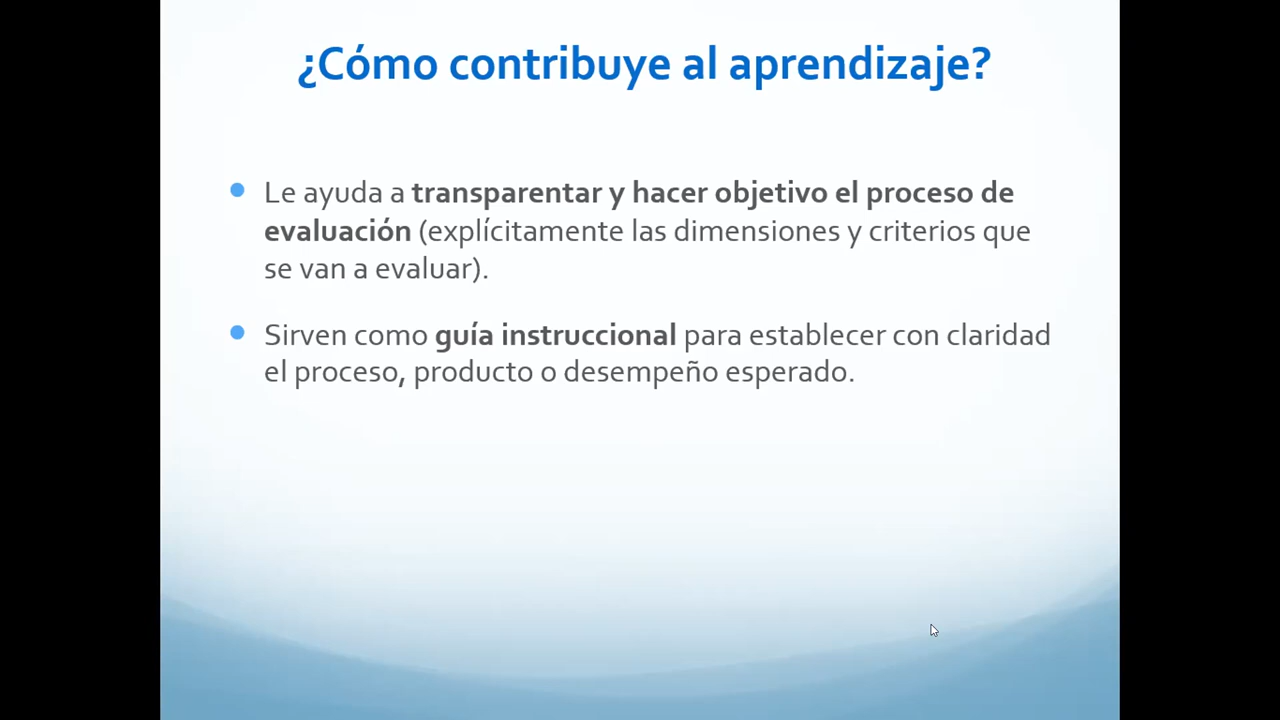 ¿Cómo contribuye al aprendizaje?
Le ayuda a transparentar y hacer objetivo el proceso de
evaluación (explícitamente las dimensiones y criterios que
se van a evaluar).
Sirven como guía instruccional para establecer con claridad
el proceso, producto o desempeño esperado.